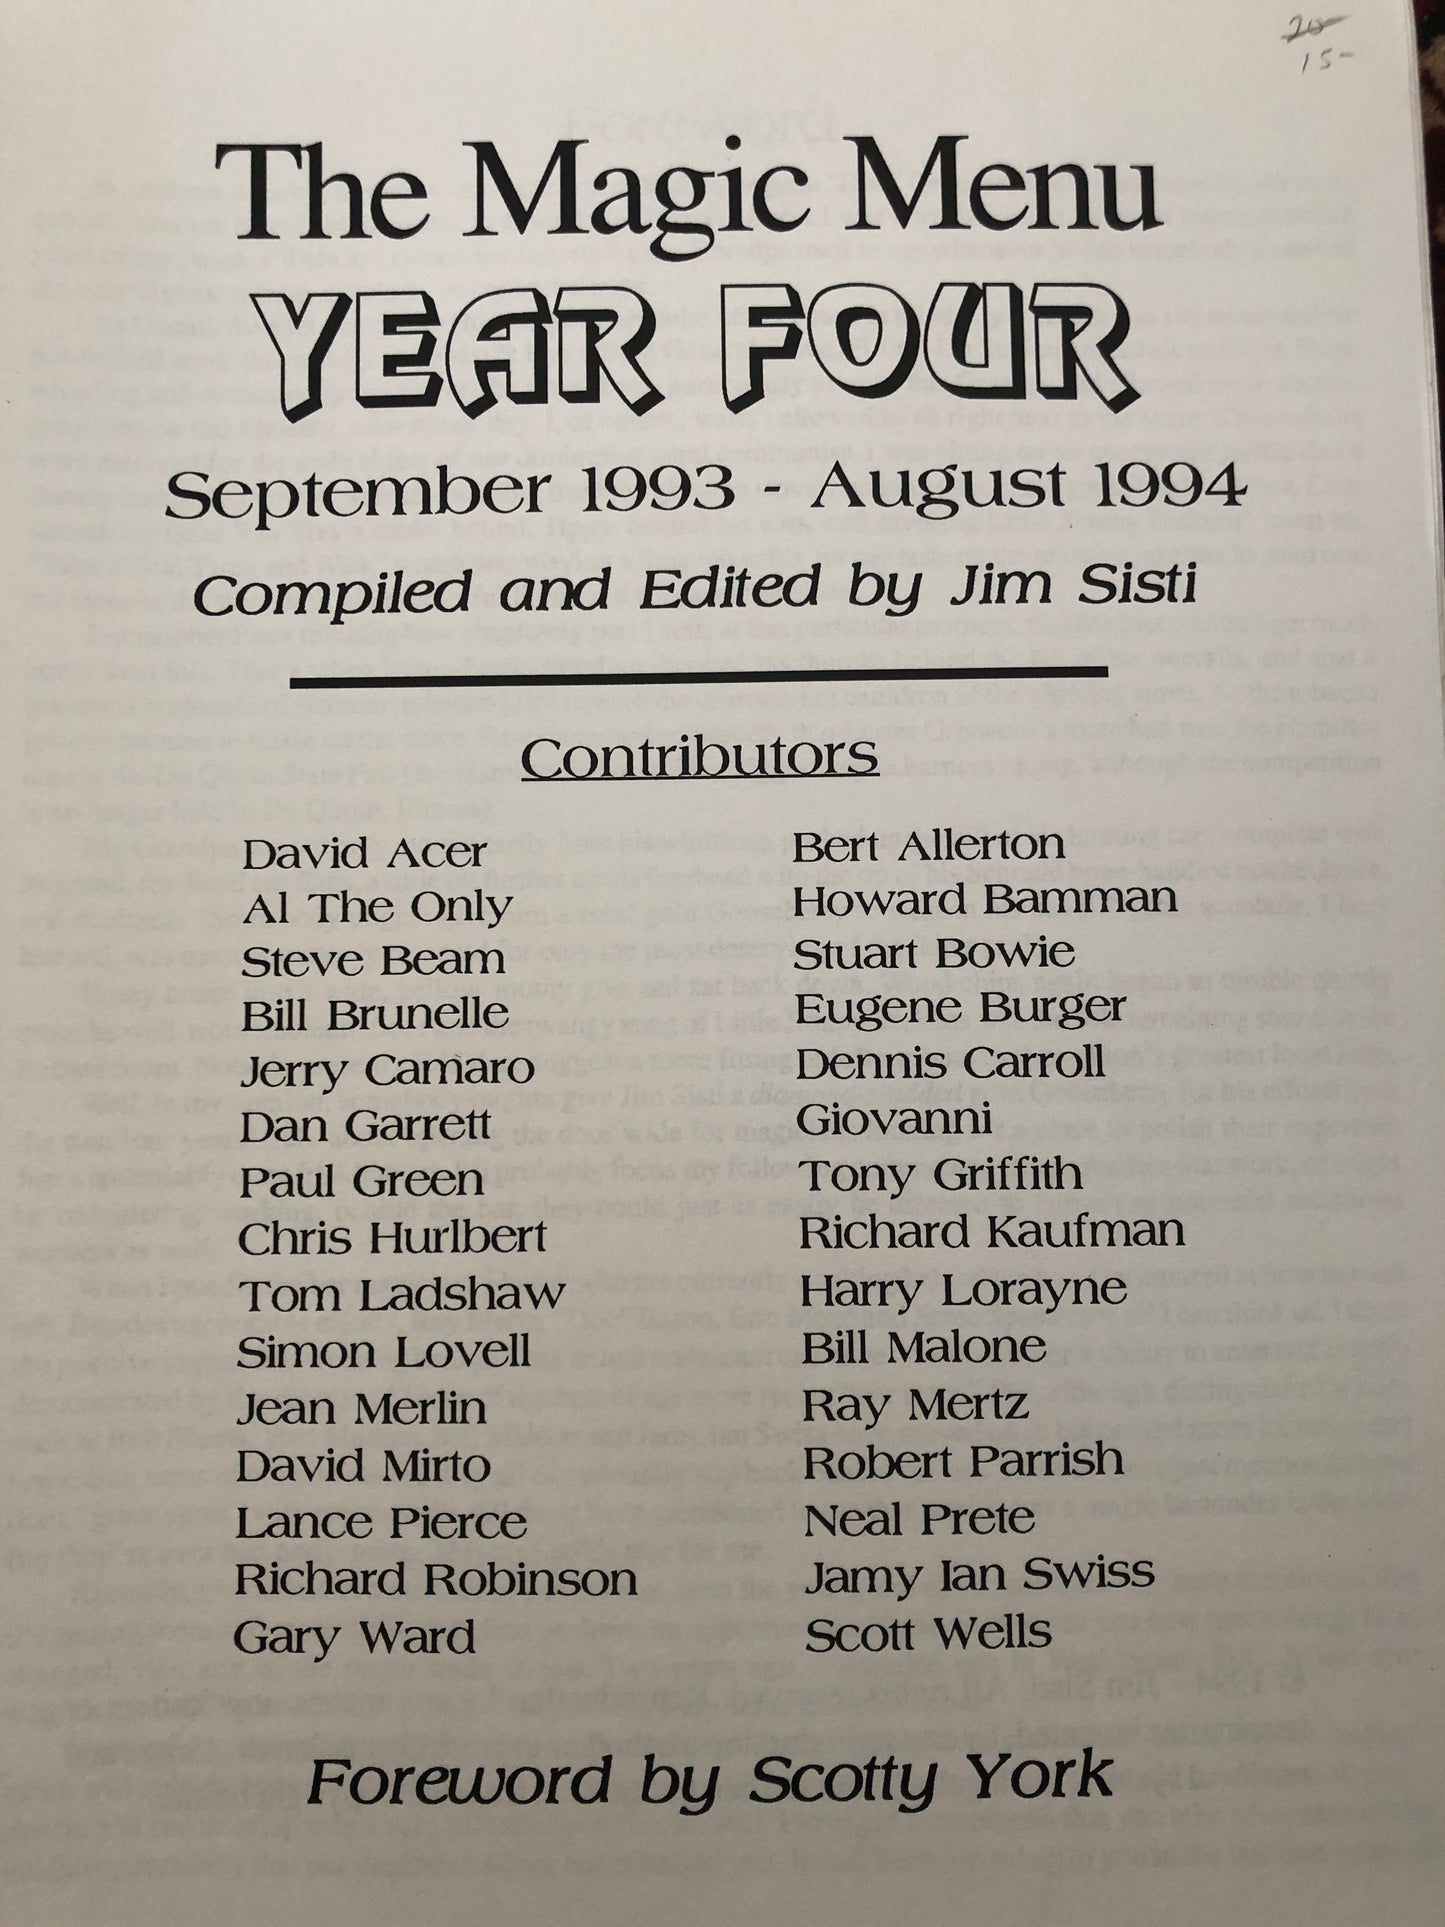 20
15-
The Magic Menu
YEAR FOUR
September 1993 - August 1994
Compiled and Edited by Jim Sisti
Contributors
David Acer
Al The Only
Steve Beam
Bill Brunelle
Jerry Camaro
Dan Garrett
Paul Green
Chris Hurlbert
Tom Ladshaw
Simon Lovell
Jean Merlin
David Mirto
Lance Pierce
Richard Robinson
Gary Ward
Bert Allerton
Howard Bamman
Stuart Bowie
Eugene Burger
Dennis Carroll
Giovanni
Tony Griffith
Richard Kaufman
Harry Lorayne
Bill Malone
Ray Mertz
Robert Parrish
Neal Prete
Jamy Ian Swiss
Scott Wells
Foreword by Scotty York